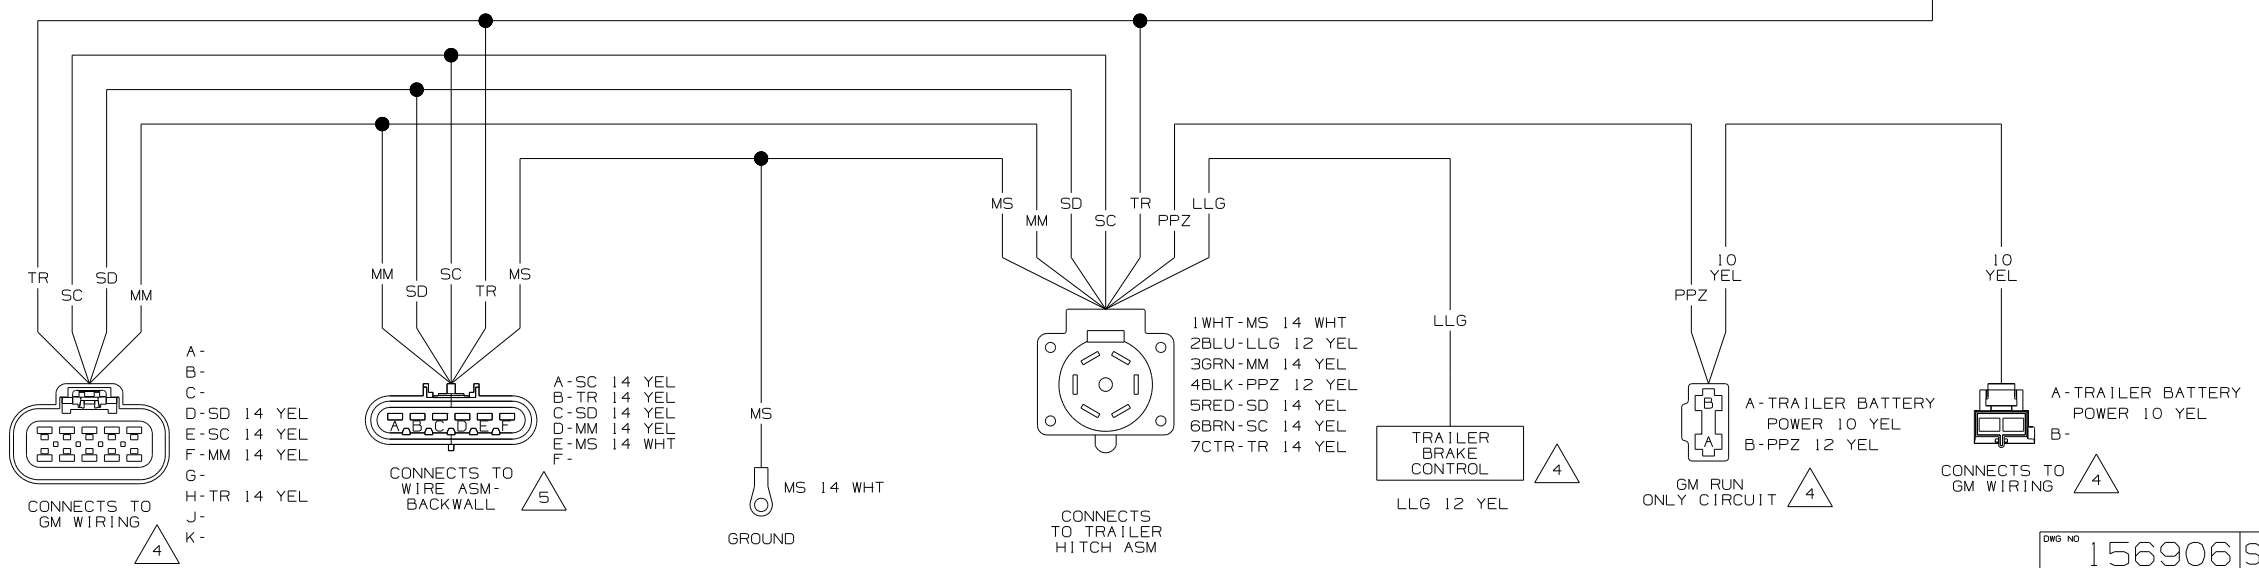 TR
SC
SD
MM
A-
B-
C-
D-SD 14 YEL
E-SC 14 YEL
F-MM 14 YEL
G-
H-TR 14 YEL
J-
K-
CONNECTS TO
GM WIRING
4
MM
SD
SC
TR
MS
A B C D E F
A-SC 14 YEL
B-TR 14 YEL
C-SD 14 YEL
D-MM 14 YEL
E-MS 14 WHT
F-
CONNECTS TO
WIRE ASM-
BACKWALL
5
MS
MS 14 WHT
GROUND
MS
MM
SD
SC
TR
PPZ
LLG
1WHT-MS 14 WHT
2BLU-LLG 12 YEL
3GRN-MM 14 YEL
4BLK-PPZ 12 YEL
5RED-SD 14 YEL
6BRN-SC 14 YEL
7CTR-TR 14 YEL
CONNECTS
TO TRAILER
HITCH ASM
LLG
TRAILER
BRAKE
CONTROL
4
LLG 12 YEL
PPZ
10
YEL
B
A
A-TRAILER BATTERY
POWER 10 YEL
B-PPZ 12 YEL
GM RUN
ONLY CIRCUIT
4
10
YEL
A-TRAILER BATTERY
POWER 10 YEL
B-
CONNECTS TO
GM WIRING
4
DWG NO
156906